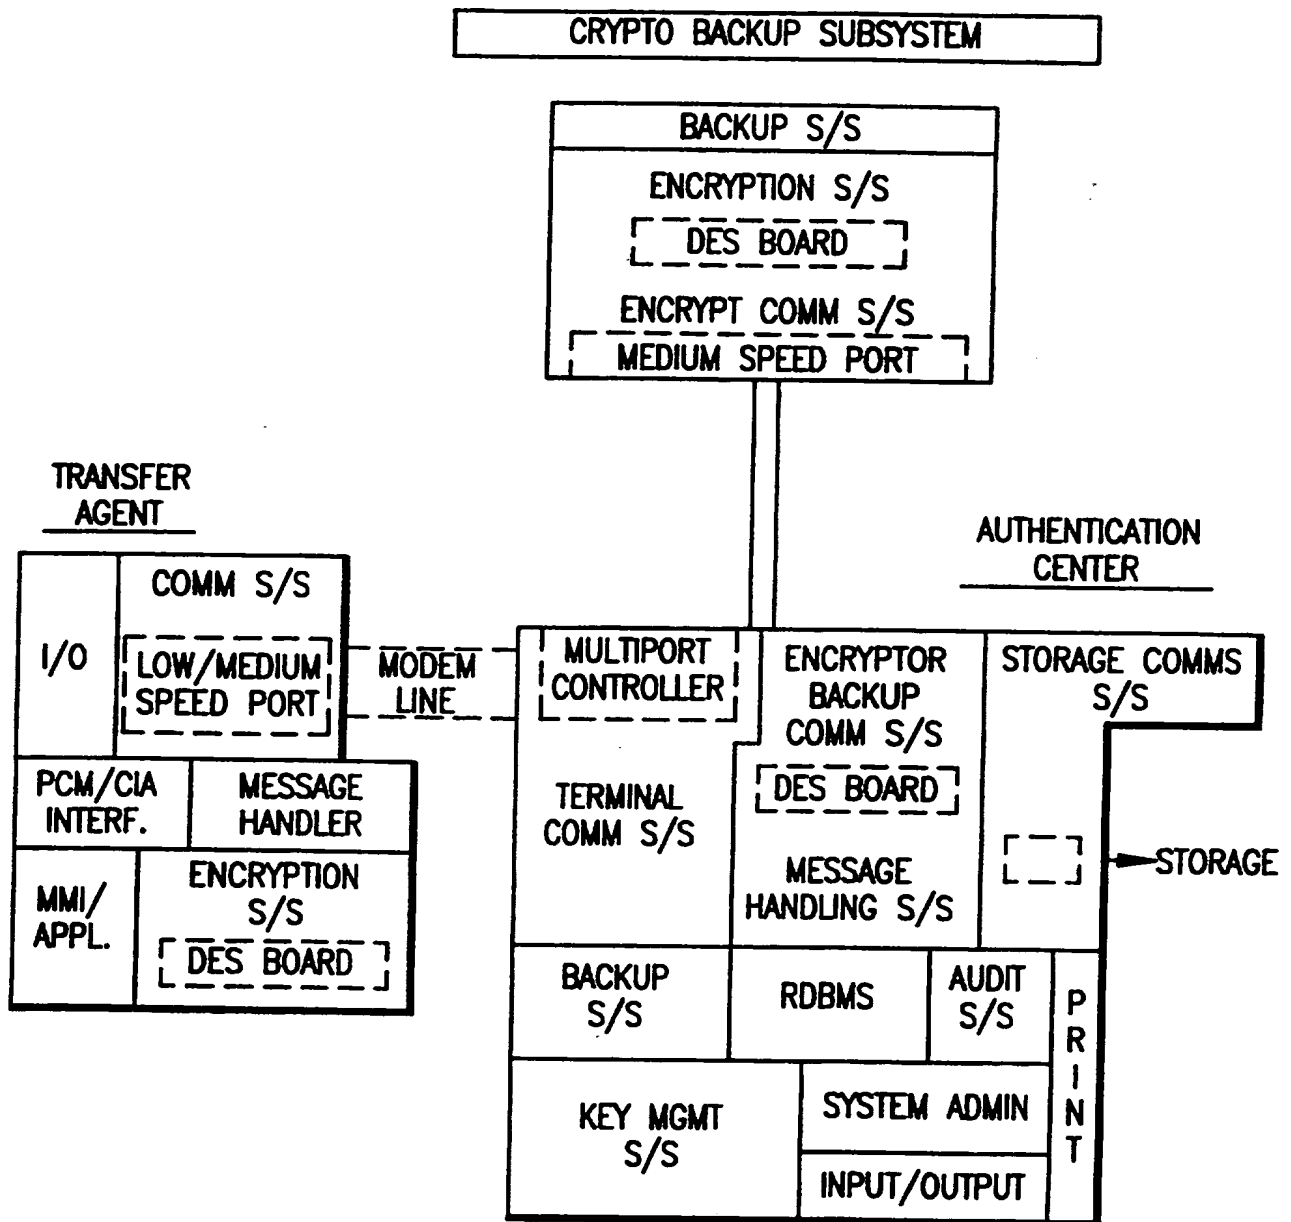 CRYPTO BACKUP SUBSYSTEM
BACKUP S/S
ENCRYPTION S/S
DES BOARD
ENCRYPT COMM S/S
MEDIUM SPEED PORT
TRANSFER
AGENT
I/O
COMM S/S
LOW/MEDIUM
SPEED PORT
PCM/CIA
INTERF.
MESSAGE
HANDLER
MMI/
APPL.
ENCRYPTION
S/S
DES BOARD
MODEM
LINE
AUTHENTICATION
CENTER
MULTIPORT
CONTROLLER
TERMINAL
COMM S/S
ENCRYPTOR
BACKUP
COMM S/S
DES BOARD
MESSAGE
HANDLING S/S
STORAGE COMMS
S/S
STORAGE
BACKUP
S/S
RDBMS
AUDIT
S/S
PRINT
KEY MGMT
S/S
SYSTEM ADMIN
INPUT/OUTPUT